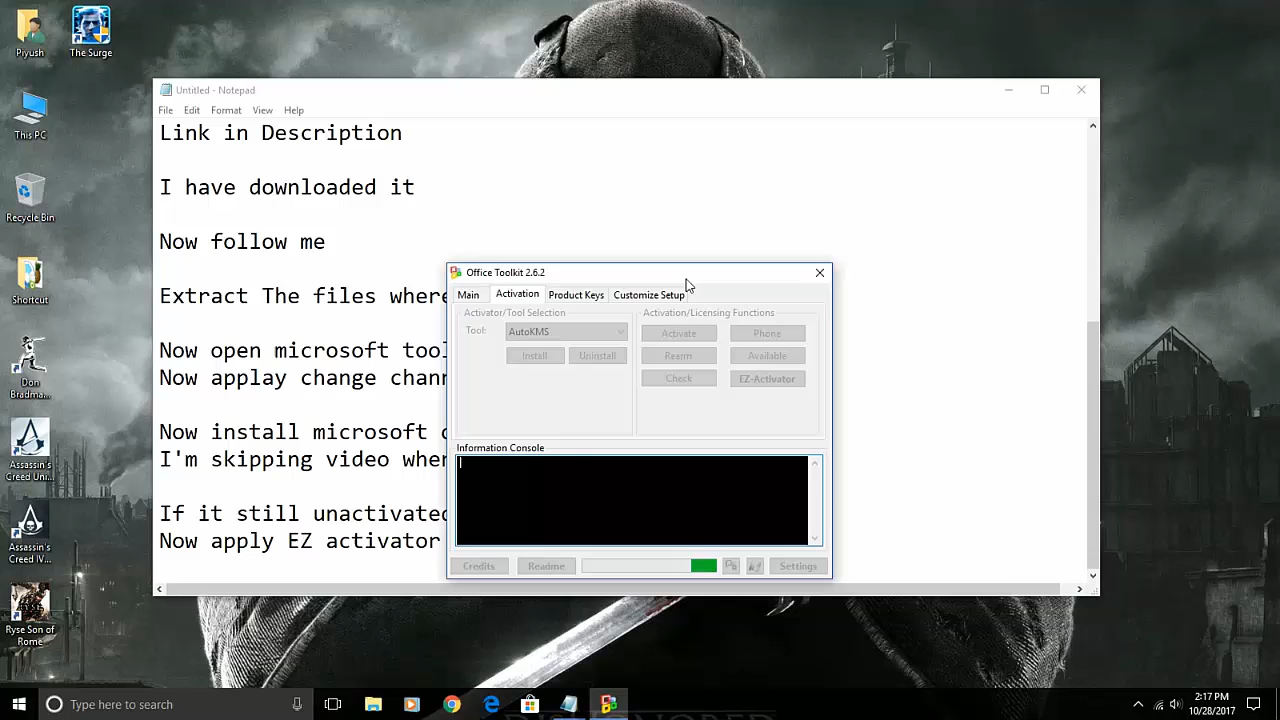 Piyush
The Surge
This PC
Recycle Bin
Shortcut
Don
Bradma...
Assassin's
Creed Uni...
Assassin's
Creed IV...
Ryse Son of
Rome
Untitled - Notepad
File Edit Format View Help
Link in Description
I have downloaded it
Now follow me
Extract The files where
Now open microsoft tool
Now applay change chann
Now install microsoft
I'm skipping video when
If it still unactivated
Now apply EZ activator
Office Toolkit 2.6.2
Main Activation Product Keys Customize Setup
Activator/Tool Selection
Tool: AutoKMS
Install Uninstall
Activation/Licensing Functions
Activate Phone
Rearm Available
Check EZ-Activator
Information Console
Credits Readme Settings
Type here to search
2:17 PM
10/28/2017